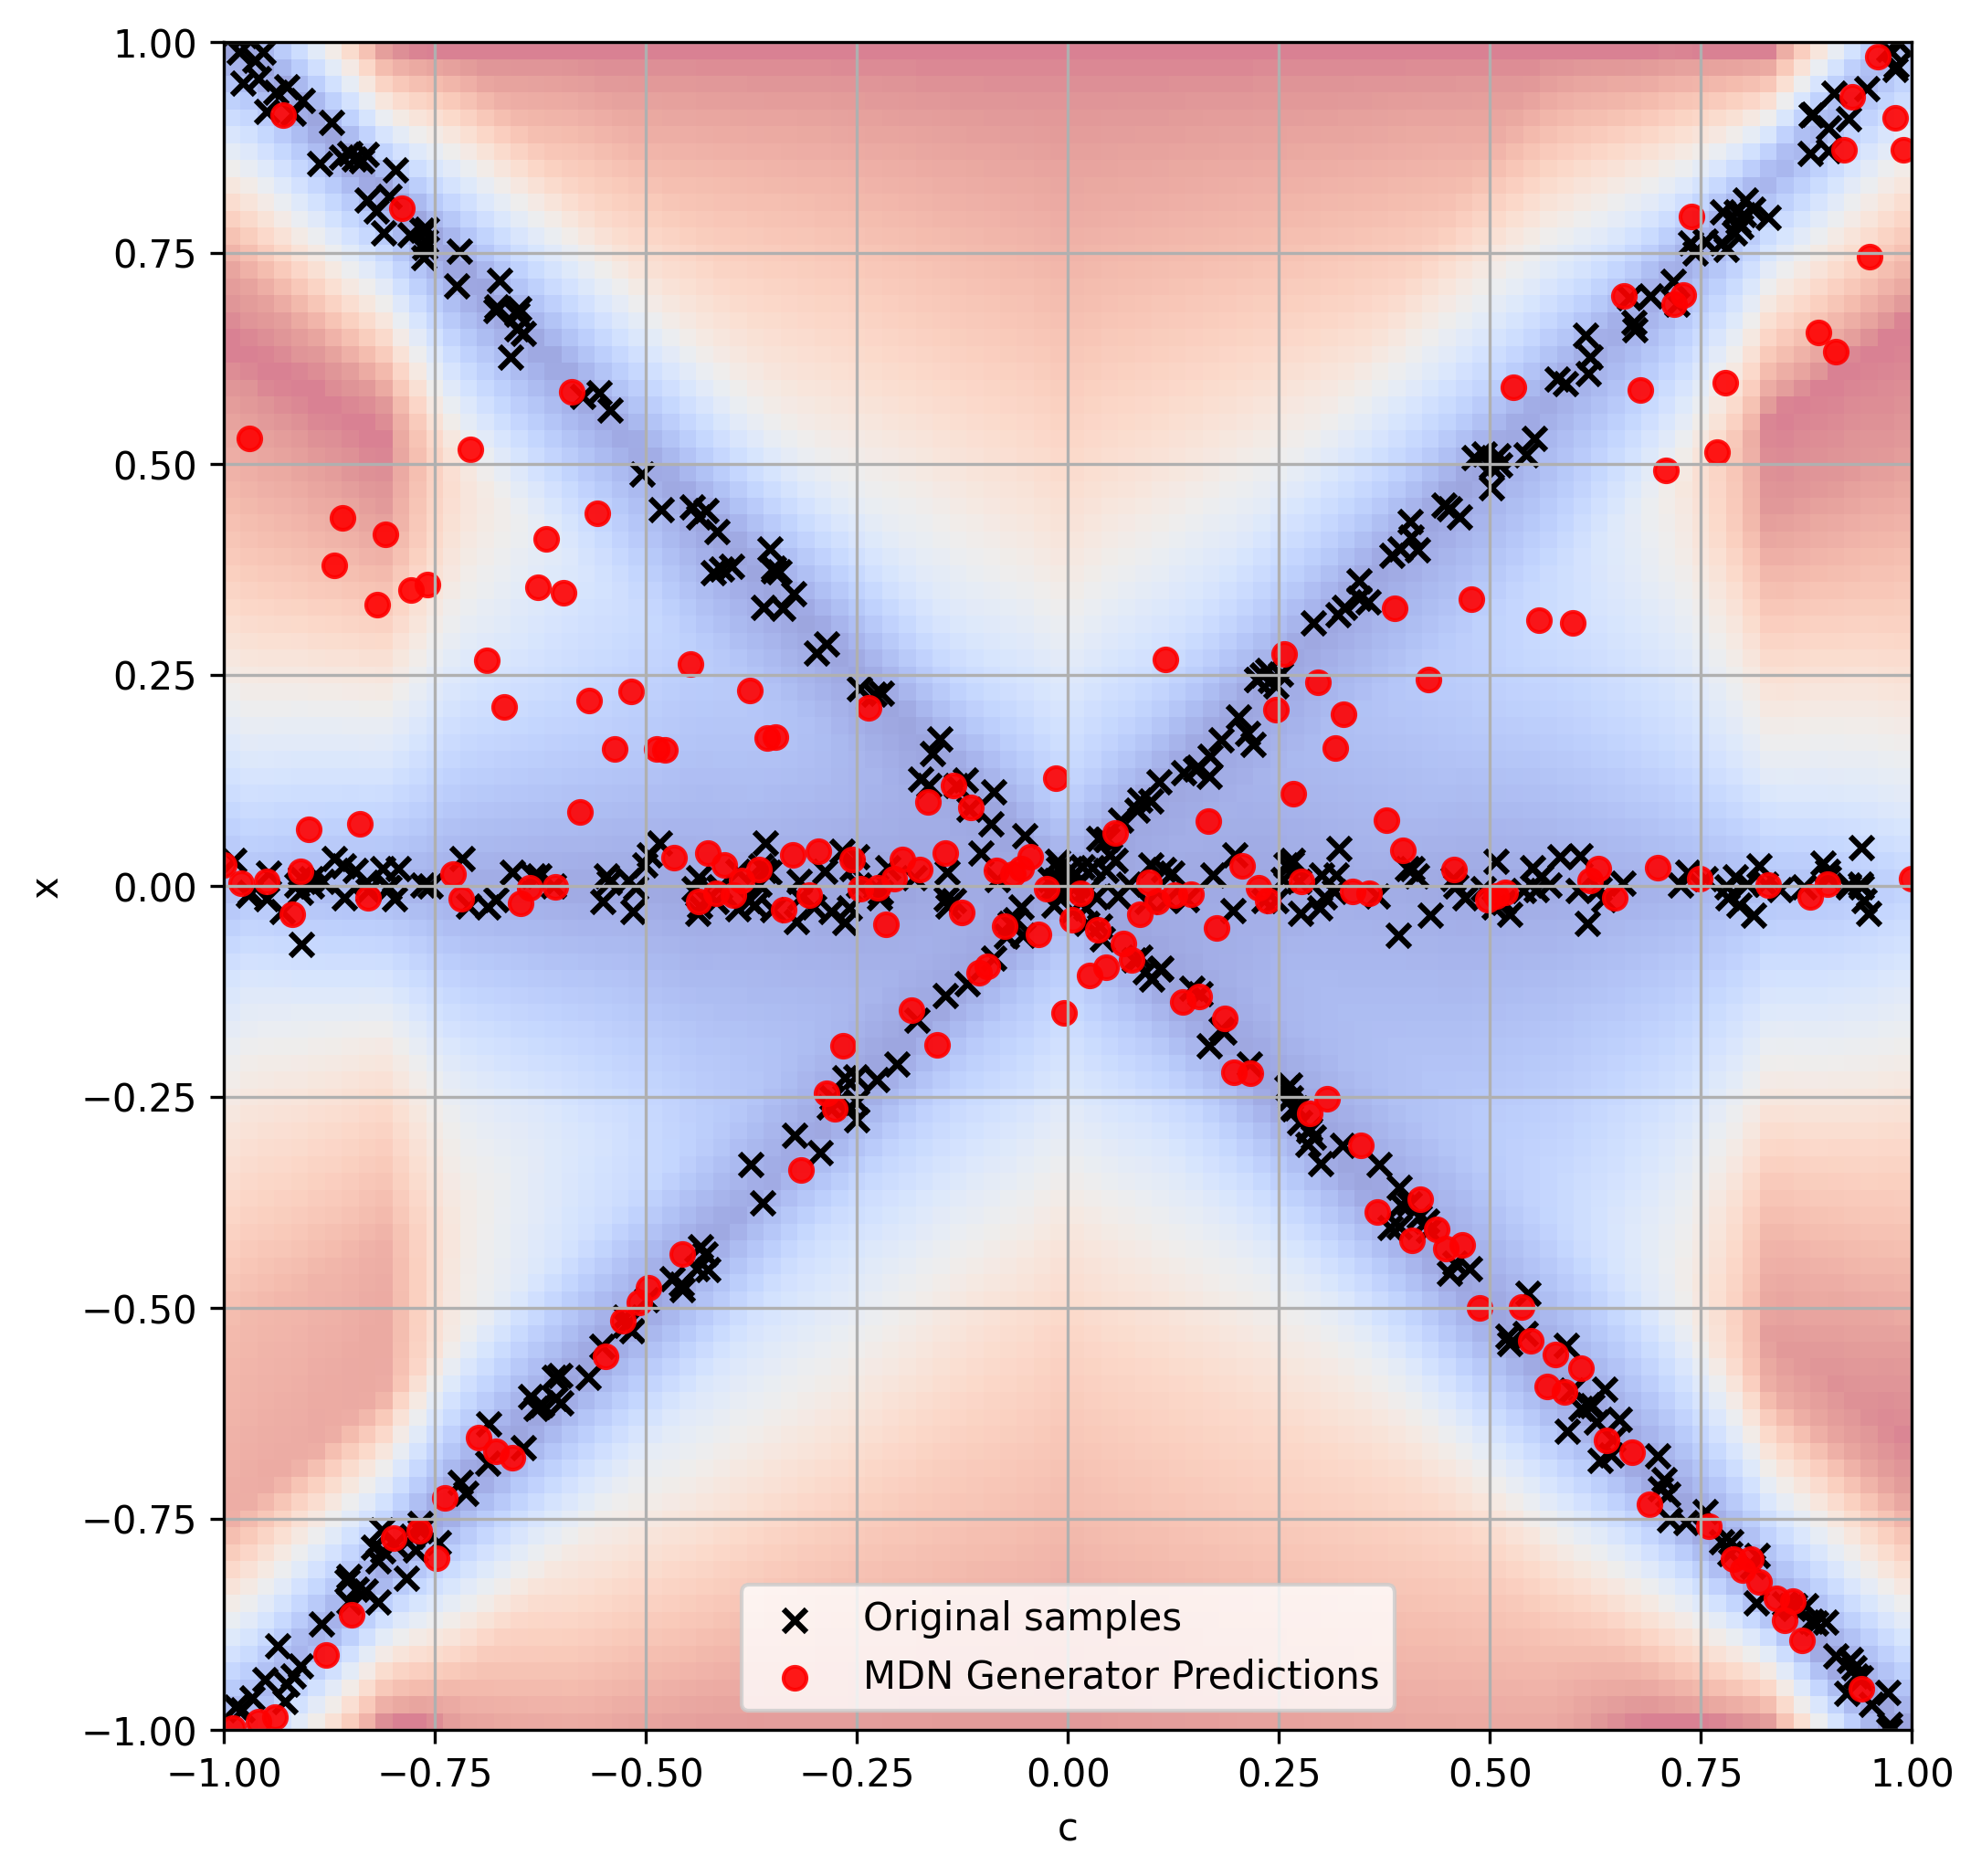 1.00
0.75
0.50
0.25
0.00
−0.25
−0.50
−0.75
−1.00
x
Original samples
MDN Generator Predictions
−1.00 −0.75 −0.50 −0.25 0.00 0.25 0.50 0.75 1.00
c